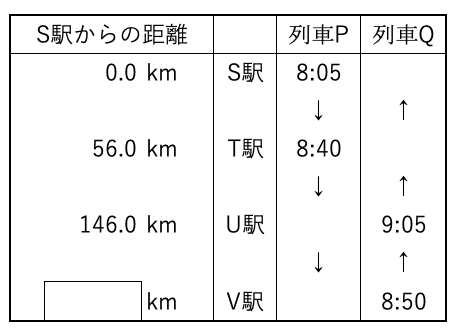 S駅からの距離 列車P 列車Q
0.0 km S駅 8:05
↓ ↑
56.0 km T駅 8:40
↓ ↑
146.0 km U駅 9:05
↓ ↑
km V駅 8:50